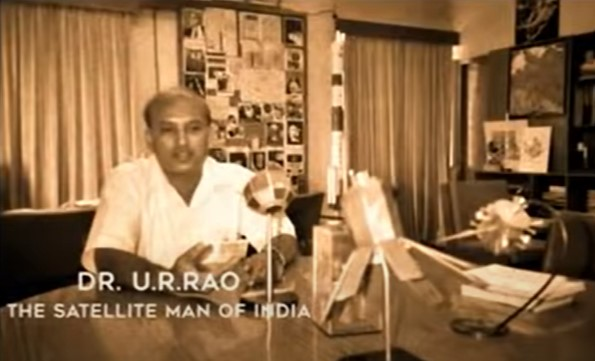 DR. U.R.RAO
THE SATELLITE MAN OF INDIA